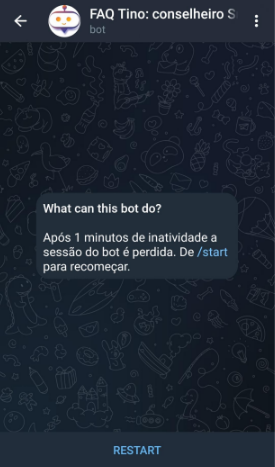 FAQ Tino: conselheiro S
bot
What can this bot do?
Após 1 minutos de inatividade a
sessão do bot é perdida. De /start
para recomeçar.
RESTART